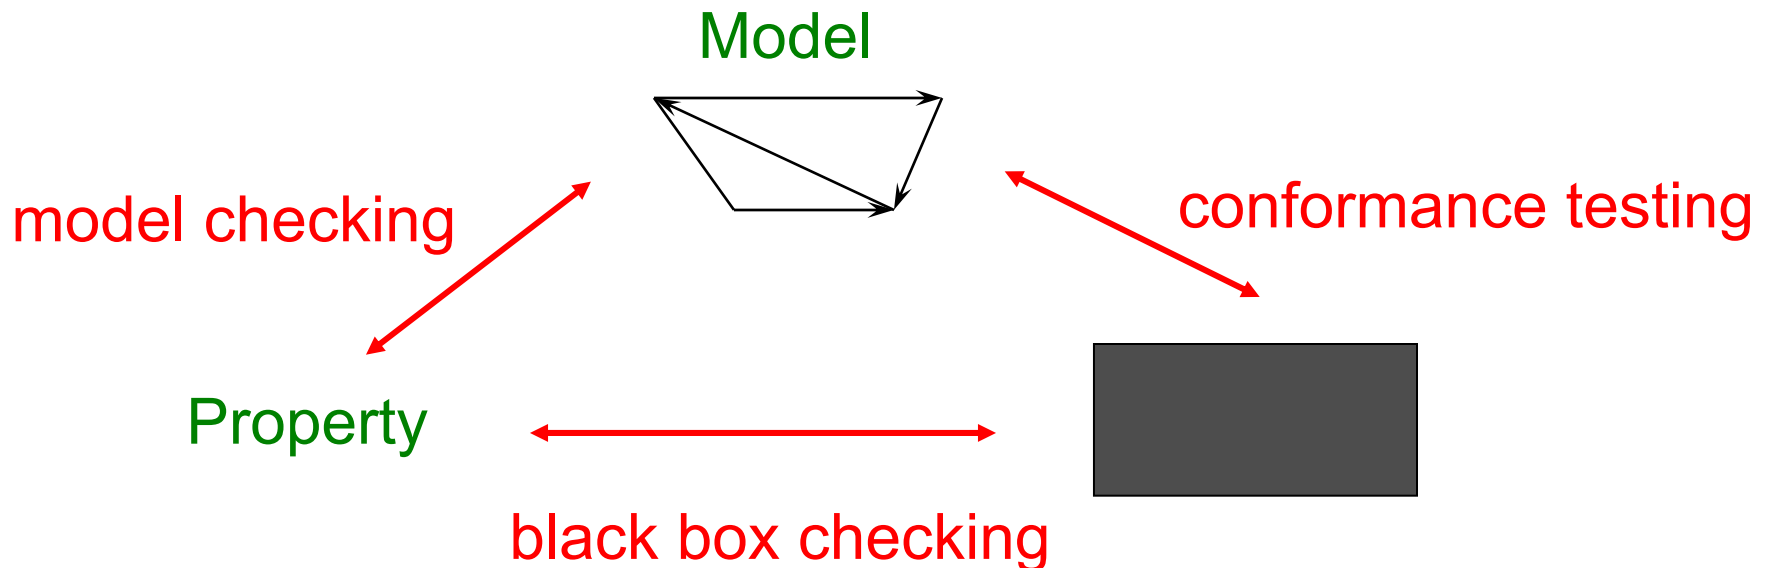 Model
model checking
conformance testing
Property
black box checking